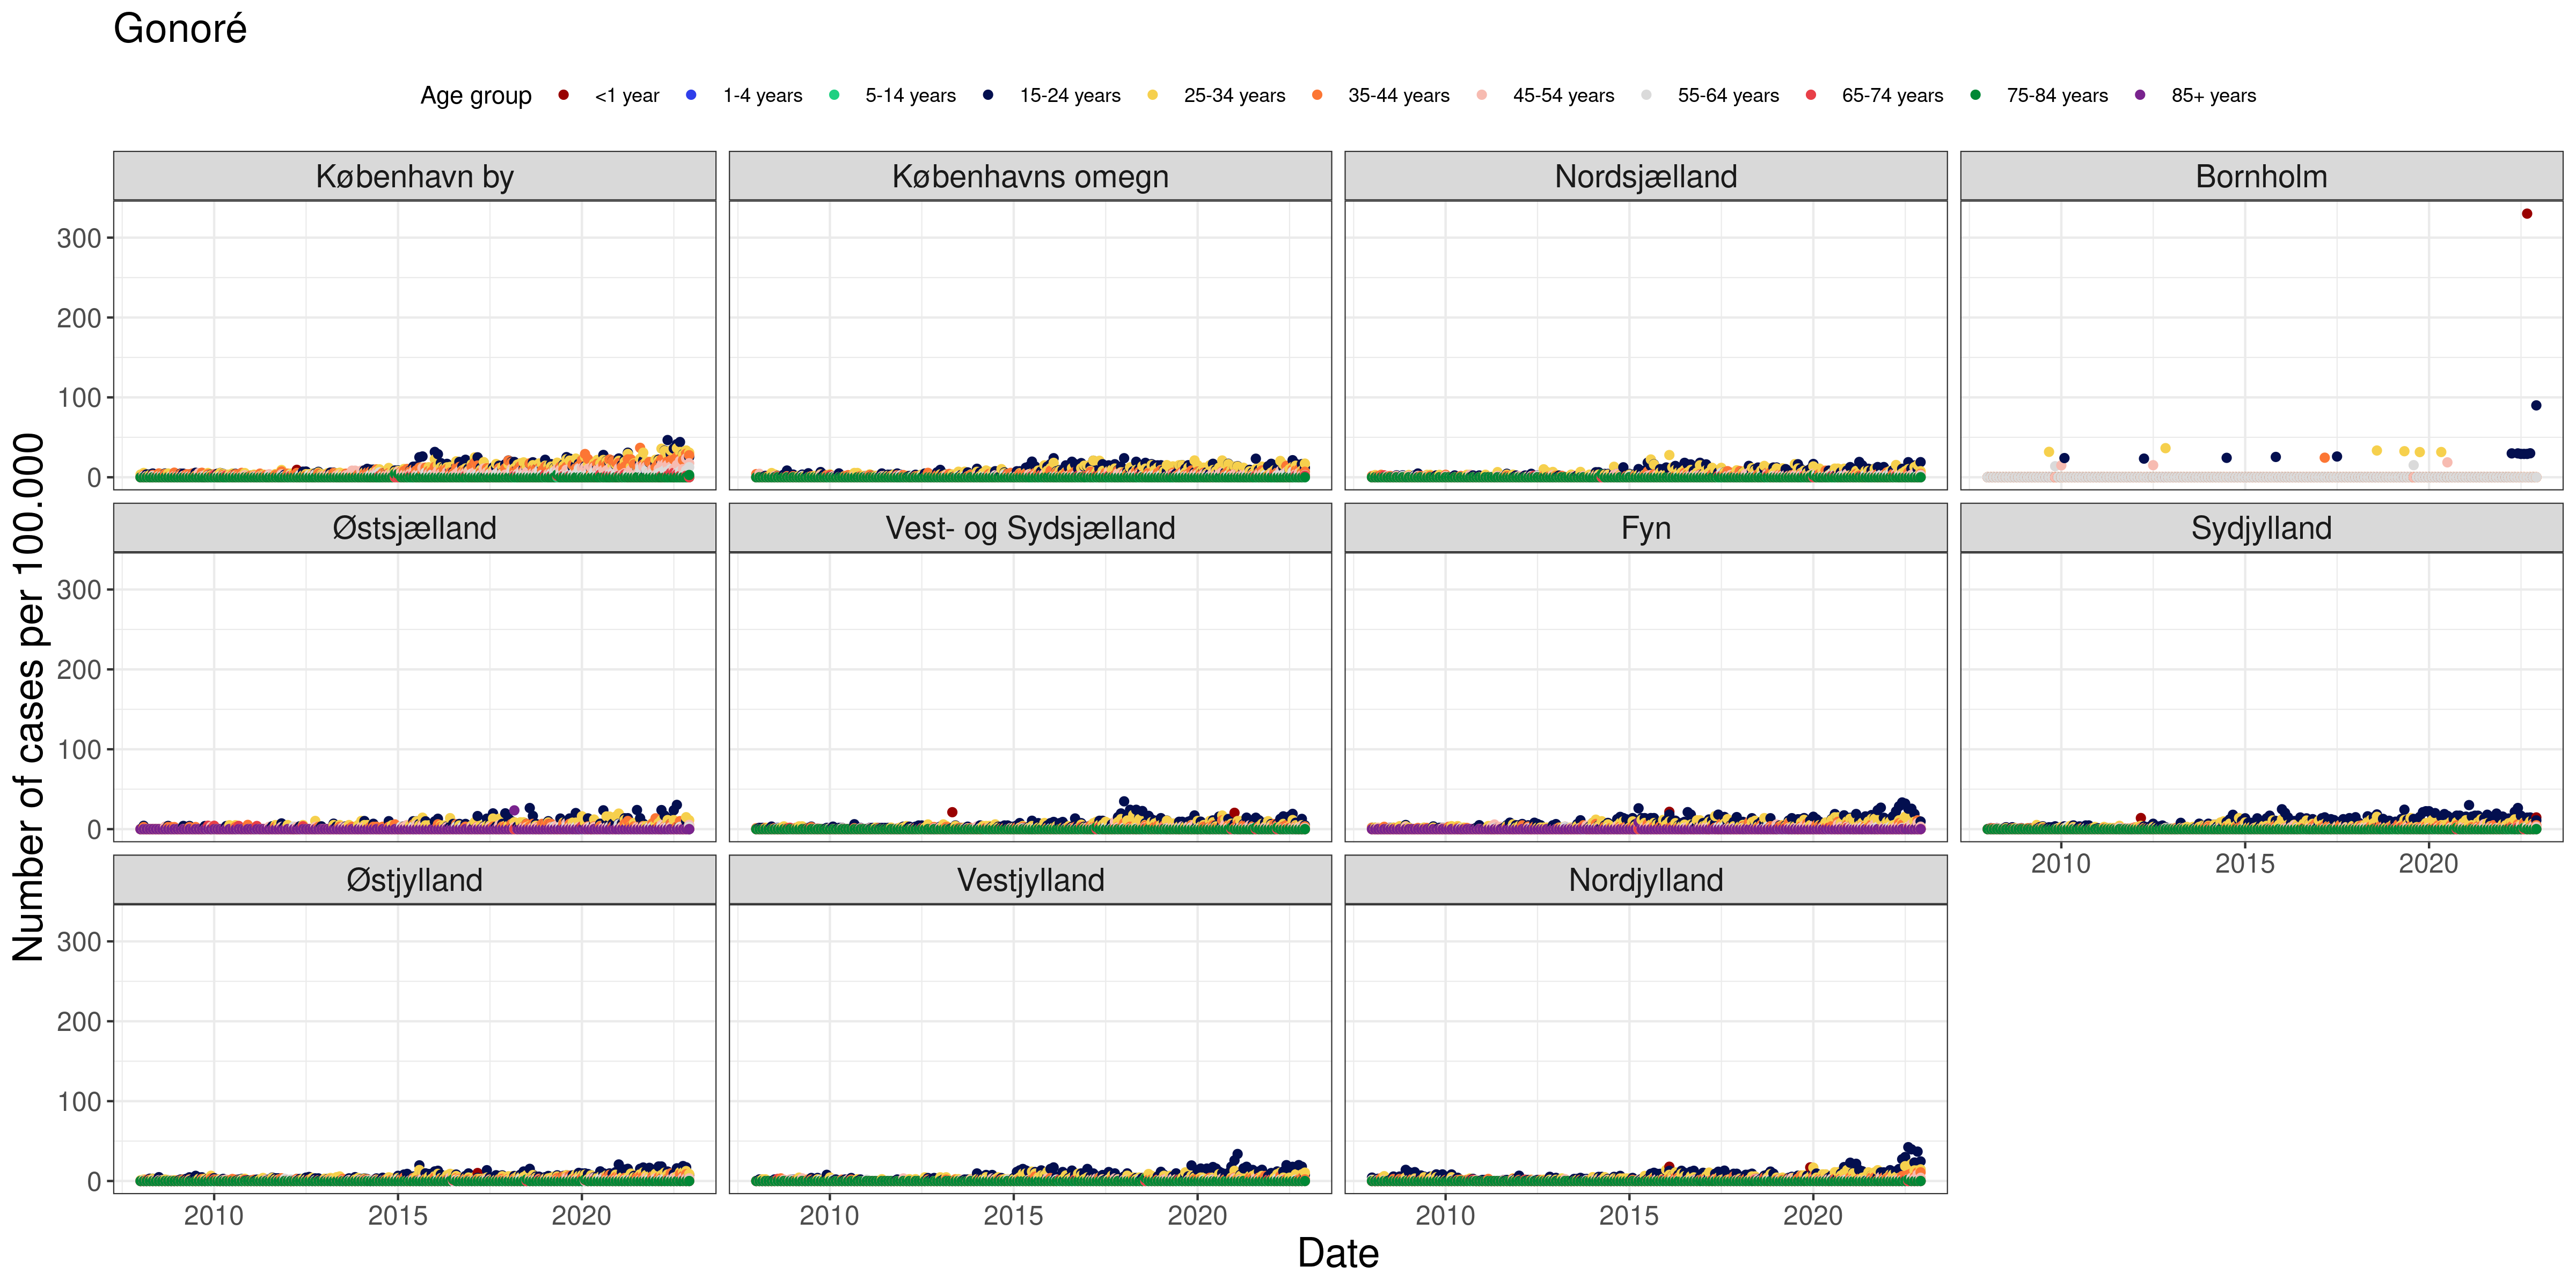 Gonoré
Age group <1 year 1-4 years 5-14 years 15-24 years 25-34 years 35-44 years 45-54 years 55-64 years 65-74 years 75-84 years 85+ years
København by Københavns omegn Nordsjælland Bornholm
300
200
100
0
Østsjælland Vest- og Sydsjælland Fyn Sydjylland
300
200
100
0
2010 2015 2020
Østjylland Vestjylland Nordjylland
300
200
100
0
2010 2015 2020 2010 2015 2020 2010 2015 2020
Number of cases per 100.000
Date